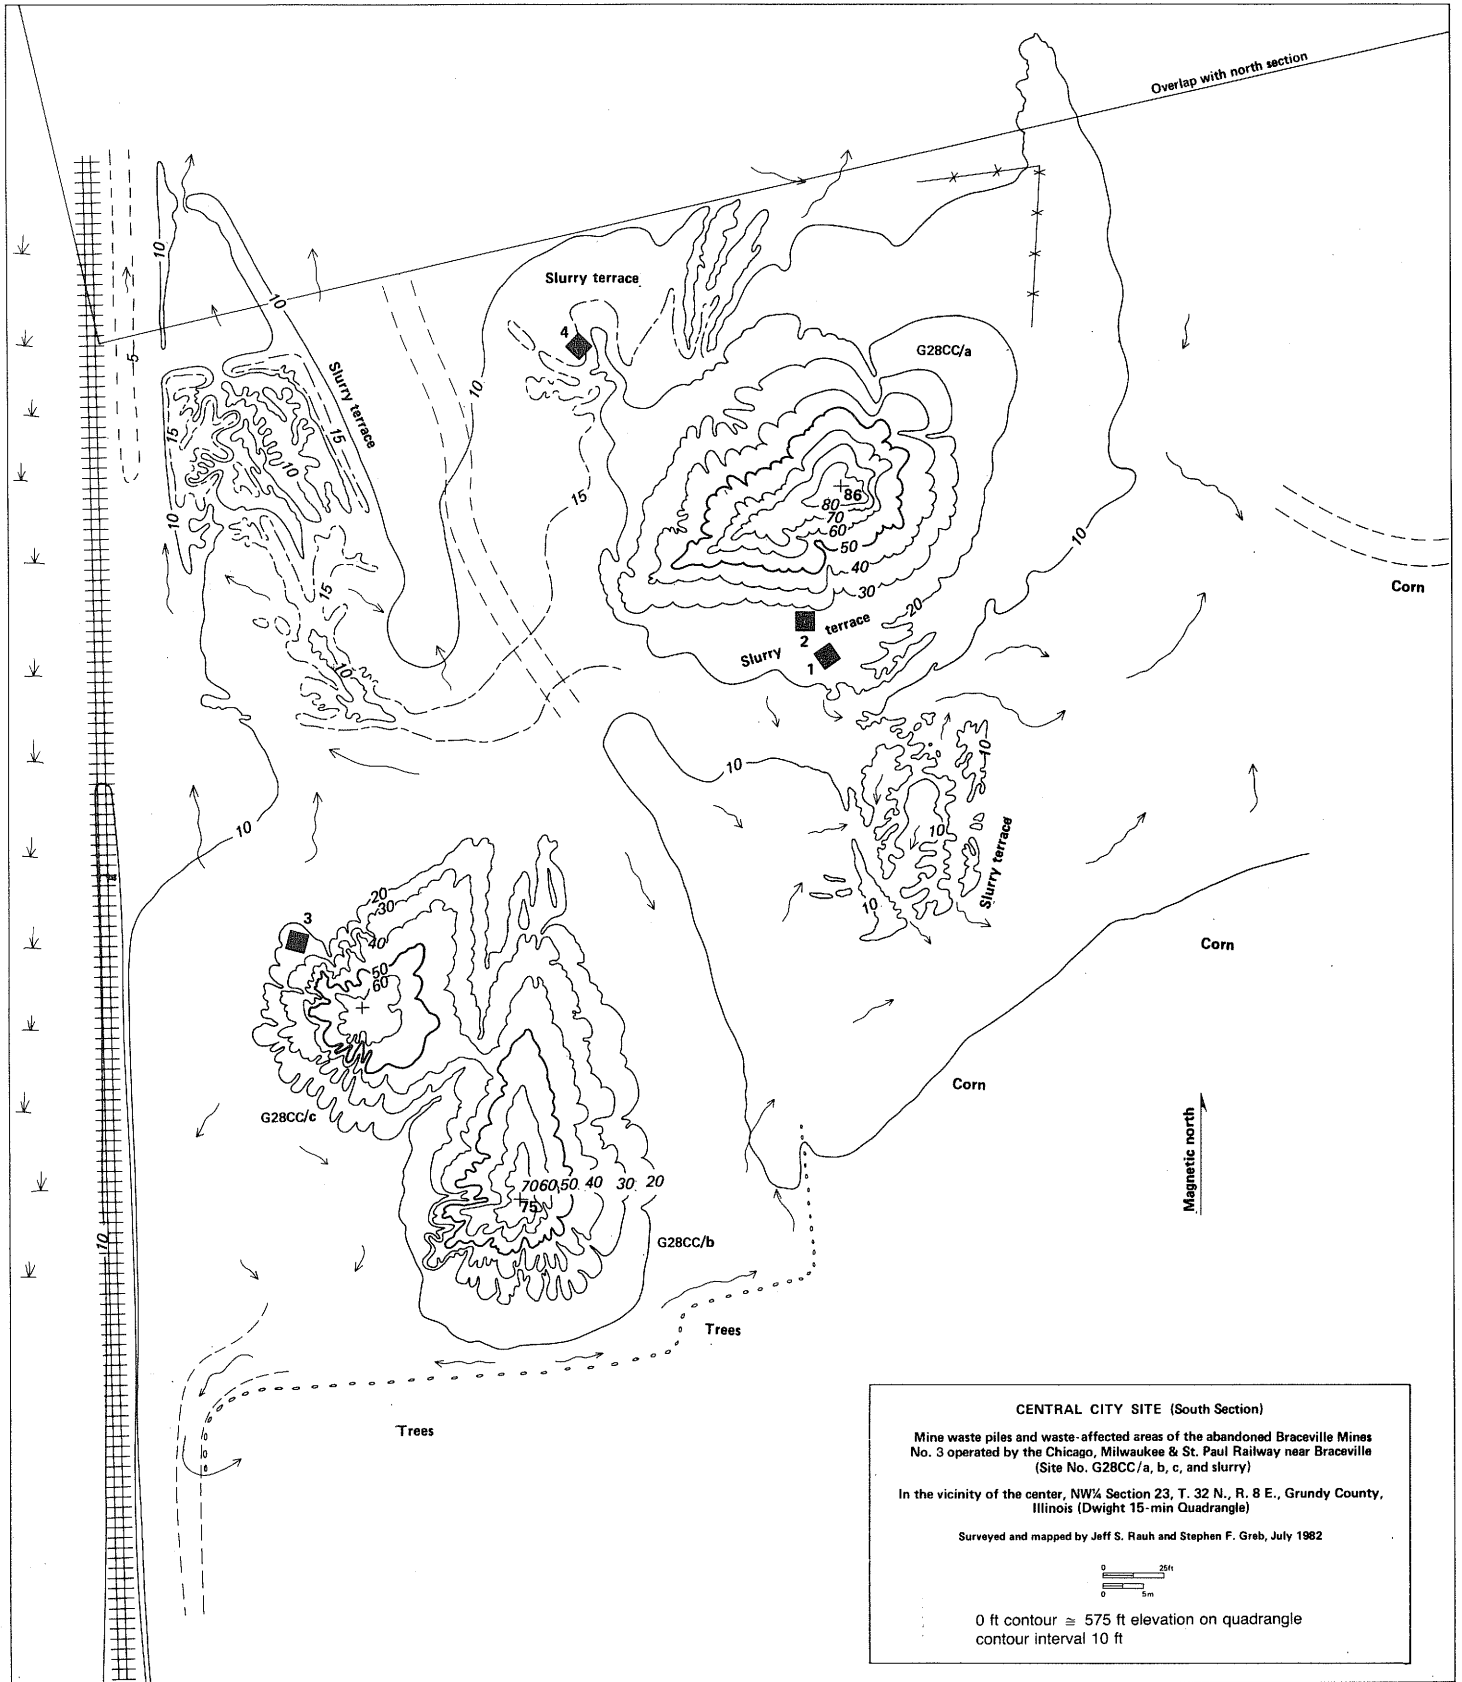 Overlap with north section
10
Slurry terrace
10
4
5
G28CC/a
Slurry terrace
10
15
15
10
86
15
80
70
60
10
50
10
40
Corn
30
15
20
2
terrace
Slurry
1
10
10
10
10
10
Slurry terrace
20
30
3
10
40
Corn
50
60
Corn
G28CC/c
Magnetic north
70 60 50 40 30 20
75
10
G28CC/b
Trees
Trees
CENTRAL CITY SITE (South Section)
Mine waste piles and waste-affected areas of the abandoned Braceville Mines
No. 3 operated by the Chicago, Milwaukee & St. Paul Railway near Braceville
(Site No. G28CC/a, b, c, and slurry)
In the vicinity of the center, NW¼ Section 23, T. 32 N., R. 8 E., Grundy County,
Illinois (Dwight 15-min Quadrangle)
Surveyed and mapped by Jeff S. Rauh and Stephen F. Greb, July 1982
0 25ft
0 5m
0 ft contour ≅ 575 ft elevation on quadrangle
contour interval 10 ft